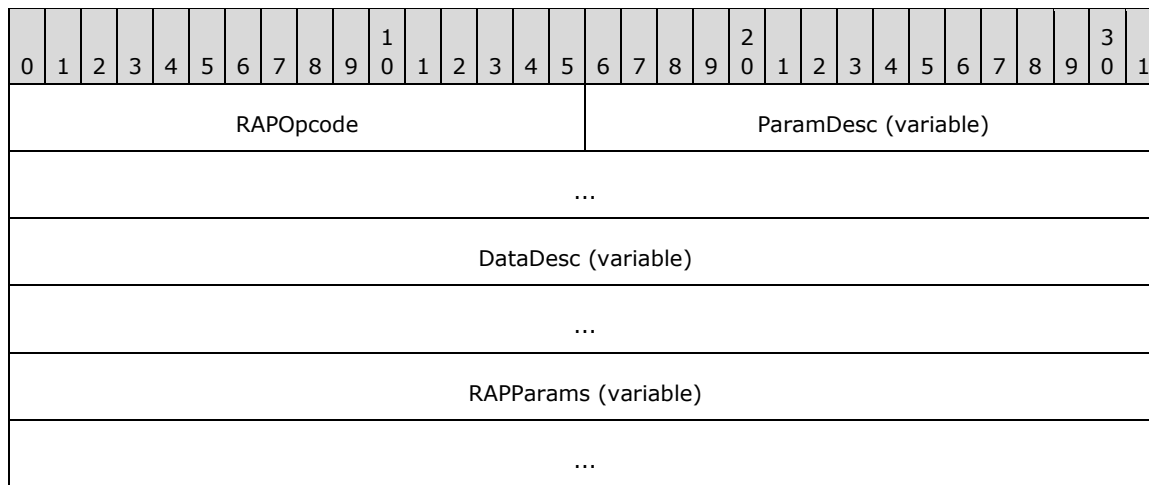 1 2 3
0 1 2 3 4 5 6 7 8 9 0 1 2 3 4 5 6 7 8 9 0 1 2 3 4 5 6 7 8 9 0 1
RAPOpcode ParamDesc (variable)
...
DataDesc (variable)
...
RAPParams (variable)
...